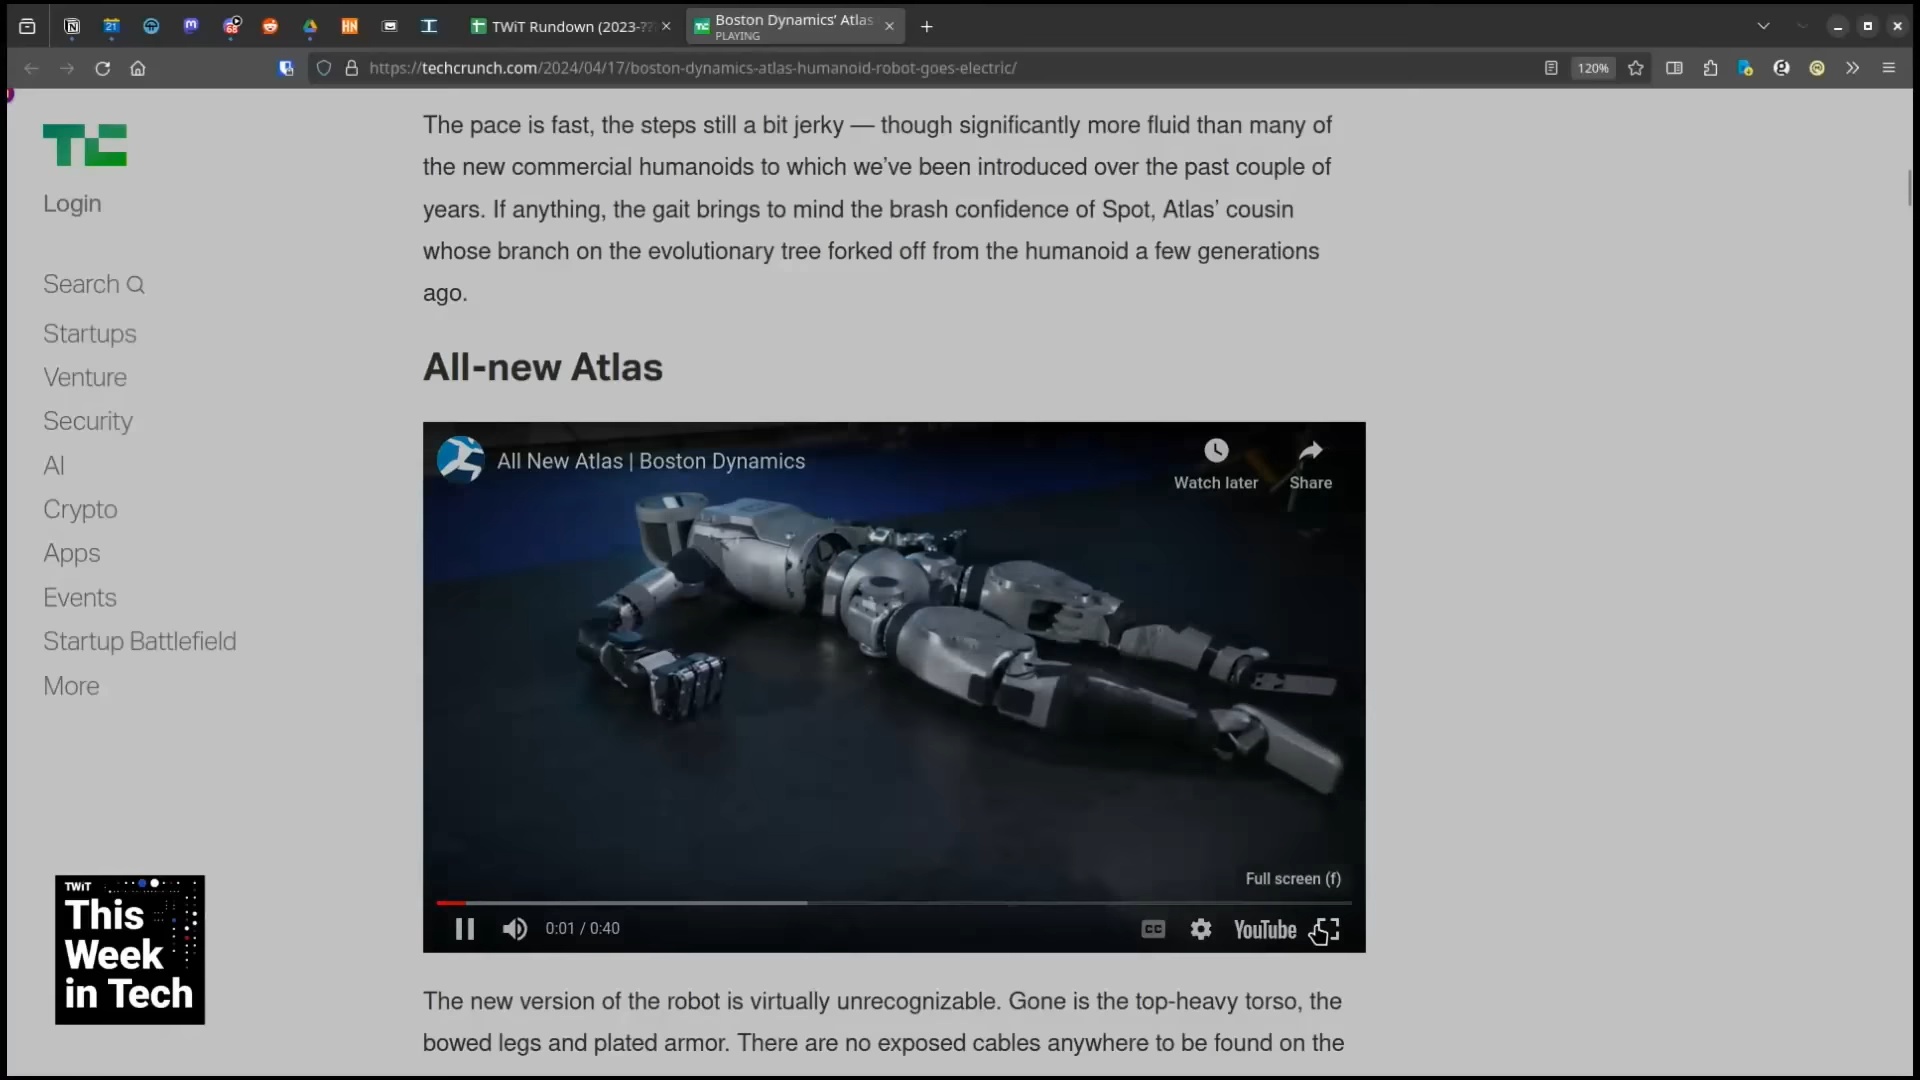 TWiT Rundown (2023-??
Boston Dynamics' Atlas
PLAYING
https://techcrunch.com/2024/04/17/boston-dynamics-atlas-humanoid-robot-goes-electric/
120%
TC
Login
Search
Startups
Venture
Security
AI
Crypto
Apps
Events
Startup Battlefield
More
The pace is fast, the steps still a bit jerky — though significantly more fluid than many of
the new commercial humanoids to which we've been introduced over the past couple of
years. If anything, the gait brings to mind the brash confidence of Spot, Atlas' cousin
whose branch on the evolutionary tree forked off from the humanoid a few generations
ago.
All-new Atlas
All New Atlas | Boston Dynamics
Watch later
Share
Full screen (f)
0:01 / 0:40
CC
YouTube
The new version of the robot is virtually unrecognizable. Gone is the top-heavy torso, the
bowed legs and plated armor. There are no exposed cables anywhere to be found on the
TWiT
This
Week
in Tech